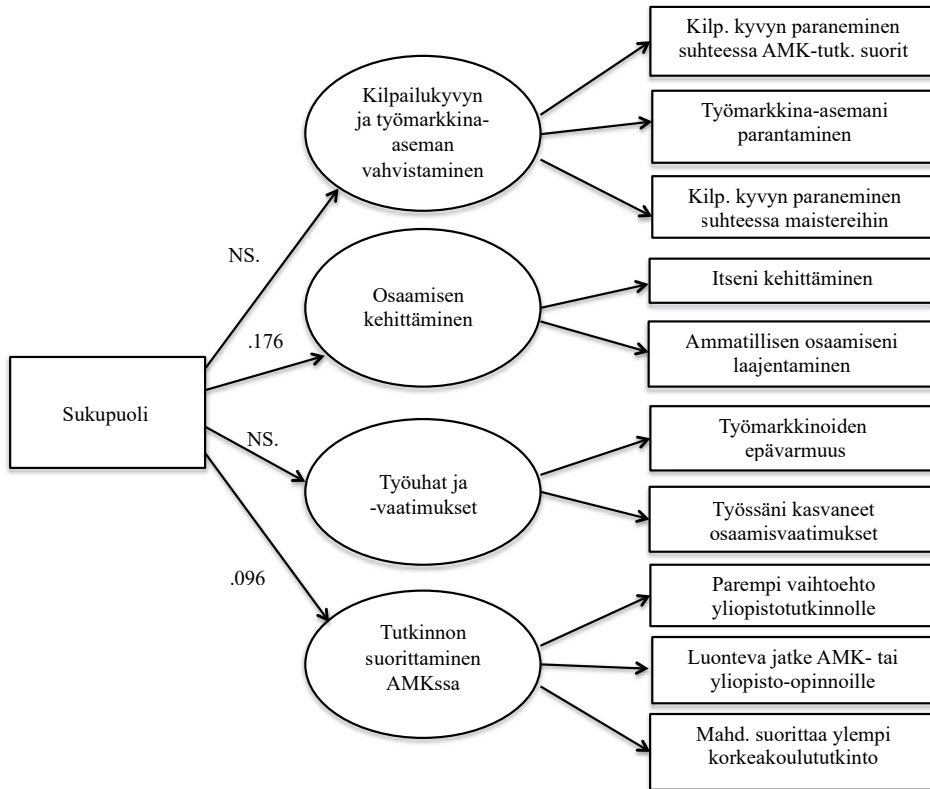 Kilp. kyvyn paraneminen
suhteessa AMK-tutk. suorit
Kilpailukyvyn
ja työmarkkina-
aseman
vahvistaminen
Työmarkkina-asemani
parantaminen
Kilp. kyvyn paraneminen
suhteessa maistereihin
NS.
Osaamisen
kehittäminen
Itseni kehittäminen
.176
Ammatillisen osaamiseni
laajentaminen
Sukupuoli
NS.
Työuhat ja
-vaatimukset
Työmarkkinoiden
epävarmuus
Työssäni kasvaneet
osaamisvaatimukset
.096
Tutkinnon
suorittaminen
AMKssa
Parempi vaihtoehto
yliopistotutkinnolle
Luonteva jatke AMK- tai
yliopisto-opinnoille
Mahd. suorittaa ylempi
korkeakoulututkinto